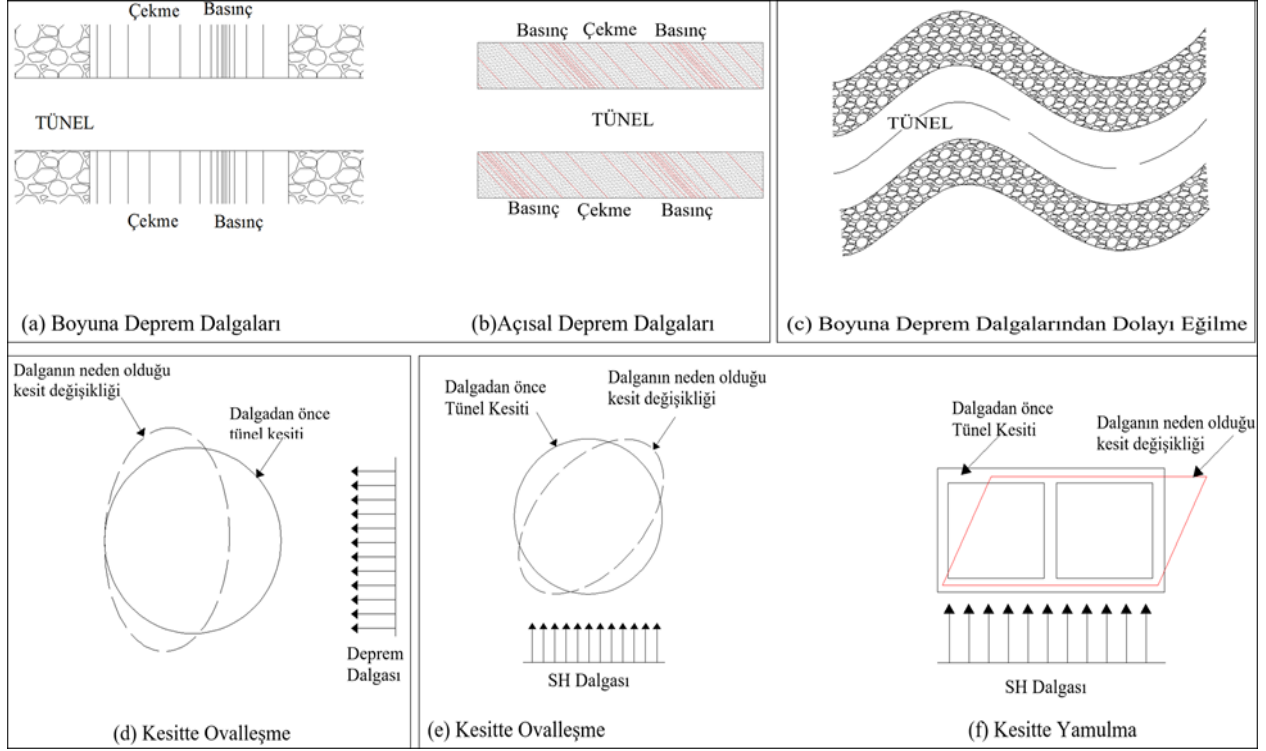 Çekme Basınç
TÜNEL
Çekme Basınç
(a) Boyuna Deprem Dalgaları
Basınç Çekme Basınç
TÜNEL
Basınç Çekme Basınç
(b)Açısal Deprem Dalgaları
TÜNEL
(c) Boyuna Deprem Dalgalarından Dolayı Eğilme
Dalganın neden olduğu
kesit değişikliği
Dalgadan önce
tünel kesiti
Deprem
Dalgası
(d) Kesitte Ovalleşme
Dalgadan önce
Tünel Kesiti
Dalganın neden olduğu
kesit değişikliği
SH Dalgası
(e) Kesitte Ovalleşme
Dalgadan önce
Tünel Kesiti
Dalganın neden olduğu
kesit değişikliği
SH Dalgası
(f) Kesitte Yamulma